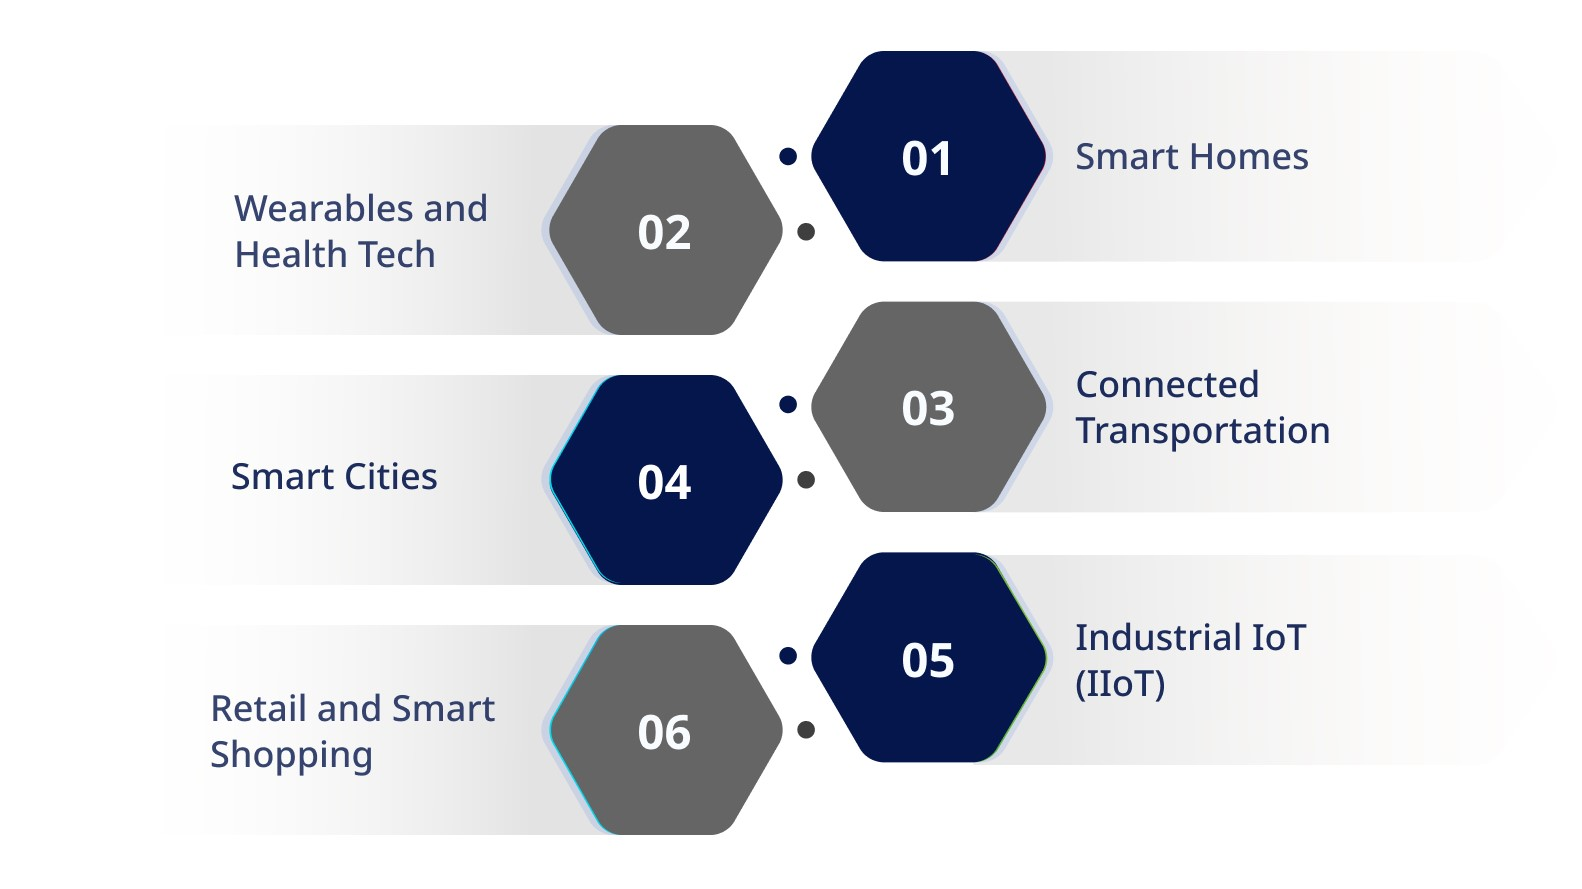 01
Smart Homes
02
Wearables and
Health Tech
03
Connected
Transportation
04
Smart Cities
05
Industrial IoT
(IIoT)
06
Retail and Smart
Shopping